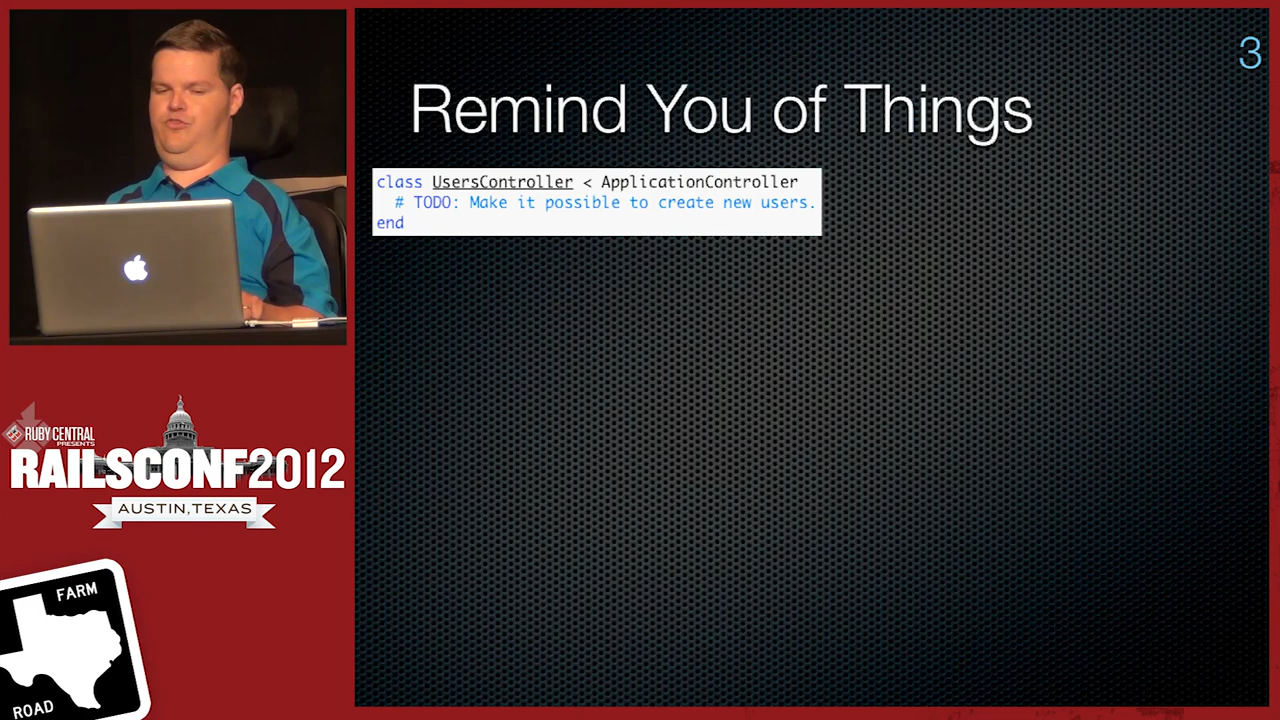 3
Remind You of Things
class UsersController < ApplicationController
# TODO: Make it possible to create new users.
end
RUBY CENTRAL
PRESENTS
RAILSCONF2012
AUSTIN,TEXAS
FARM
ROAD